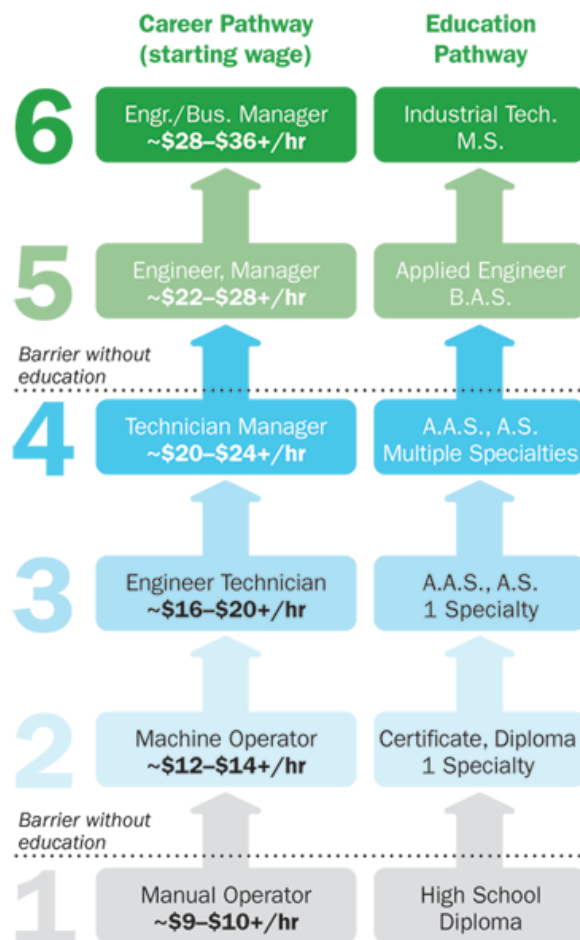 Career Pathway
(starting wage)
Education
Pathway
6
Engr./Bus. Manager
~$28–$36+/hr
Industrial Tech.
M.S.
5
Engineer, Manager
~$22–$28+/hr
Applied Engineer
B.A.S.
Barrier without
education
4
Technician Manager
~$20–$24+/hr
A.A.S., A.S.
Multiple Specialties
3
Engineer Technician
~$16–$20+/hr
A.A.S., A.S.
1 Specialty
2
Machine Operator
~$12–$14+/hr
Certificate, Diploma
1 Specialty
Barrier without
education
1
Manual Operator
~$9–$10+/hr
High School
Diploma